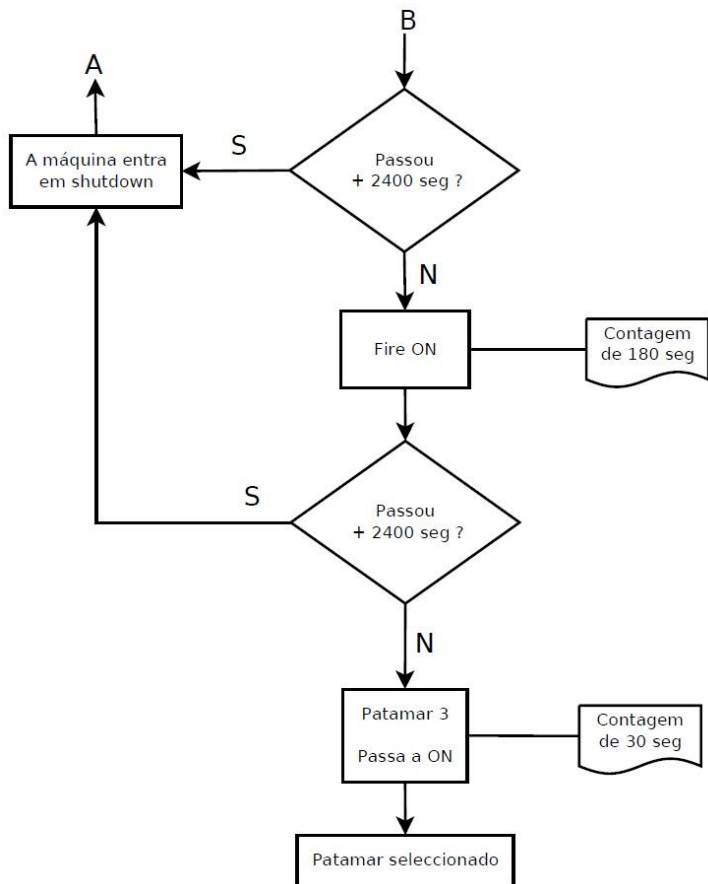 B
A
A máquina entra
em shutdown
S
Passou
+ 2400 seg ?
N
Fire ON
Contagem
de 180 seg
S
Passou
+ 2400 seg ?
N
Patamar 3
Passa a ON
Contagem
de 30 seg
Patamar seleccionado